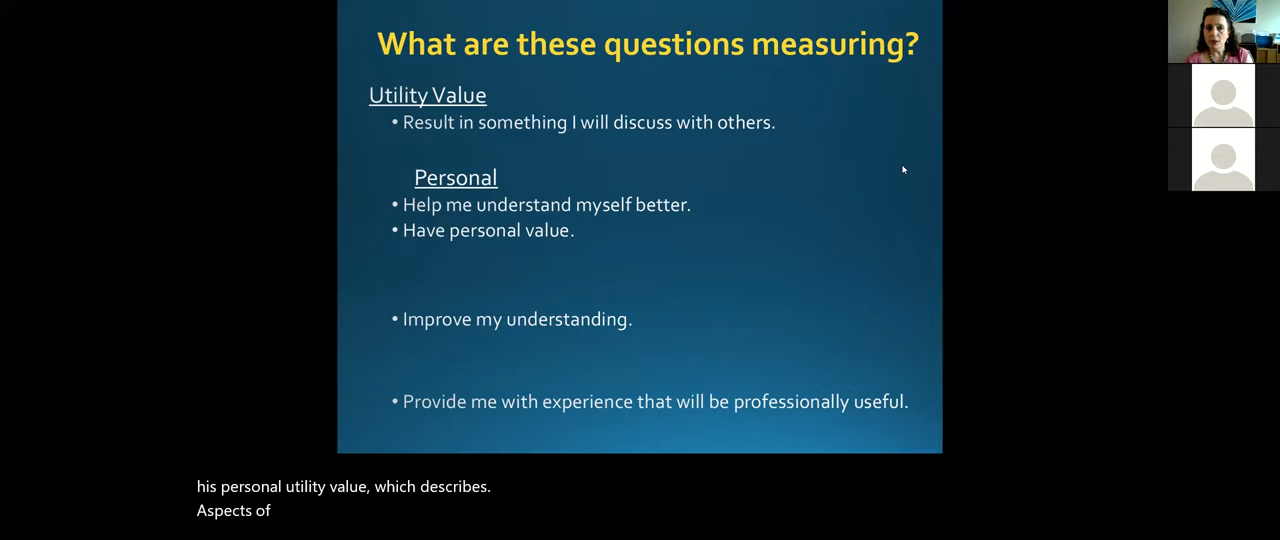 What are these questions measuring?
Utility Value
• Result in something I will discuss with others.
Personal
• Help me understand myself better.
• Have personal value.
• Improve my understanding.
• Provide me with experience that will be professionally useful.
his personal utility value, which describes.
Aspects of